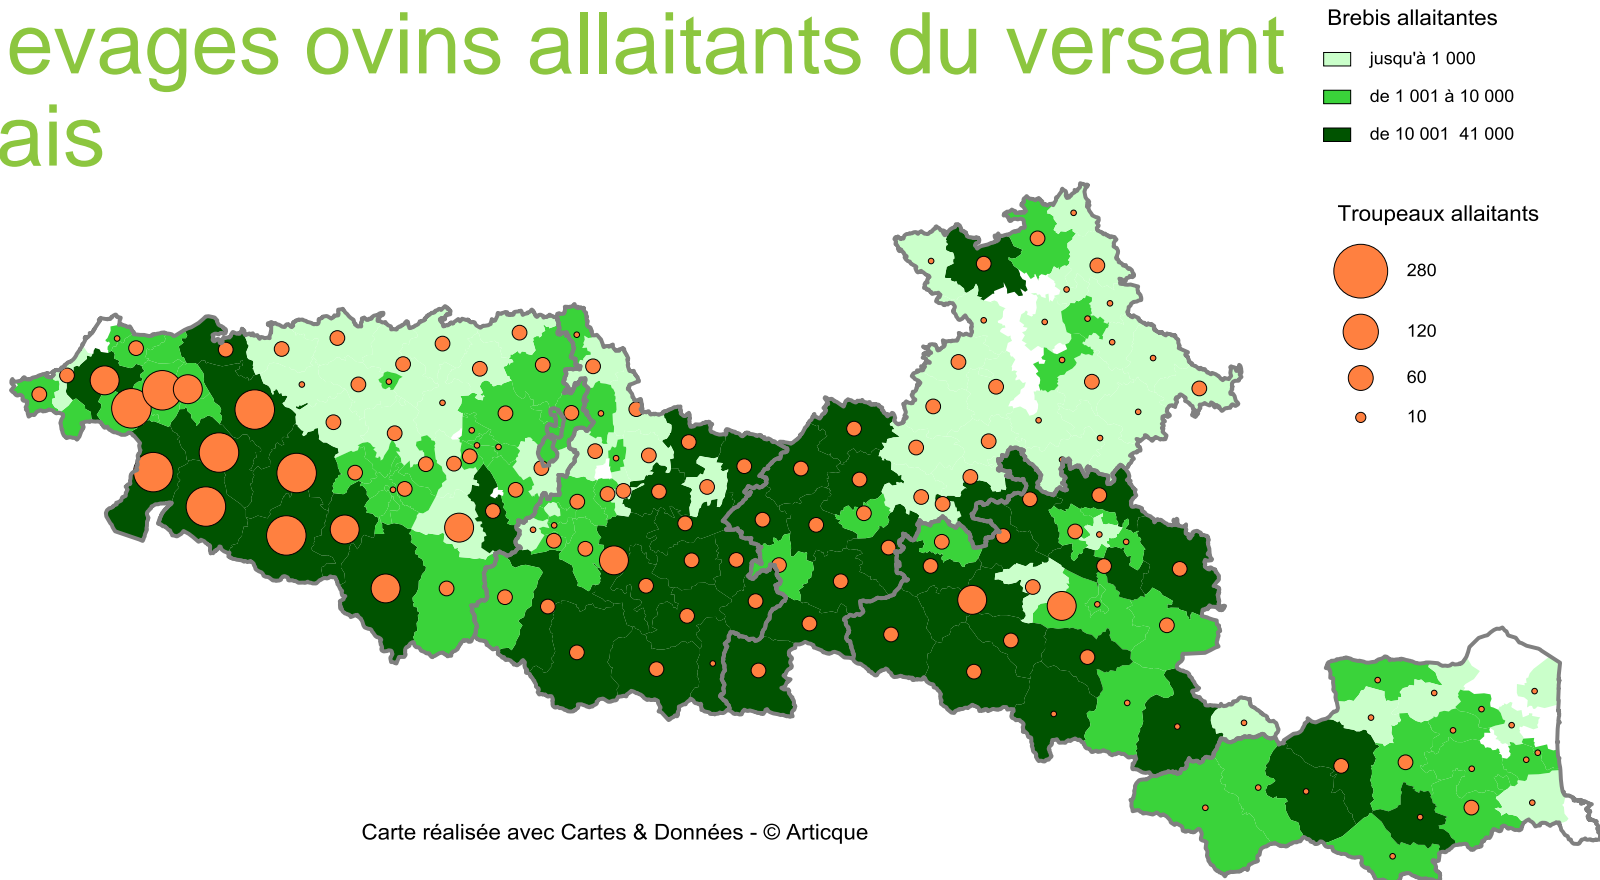 evages ovins allaitants du versant
ais
Brebis allaitantes
jusqu'à 1 000
de 1 001 à 10 000
de 10 001 41 000
Troupeaux allaitants
280
120
60
10
Carte réalisée avec Cartes & Données - © Articque